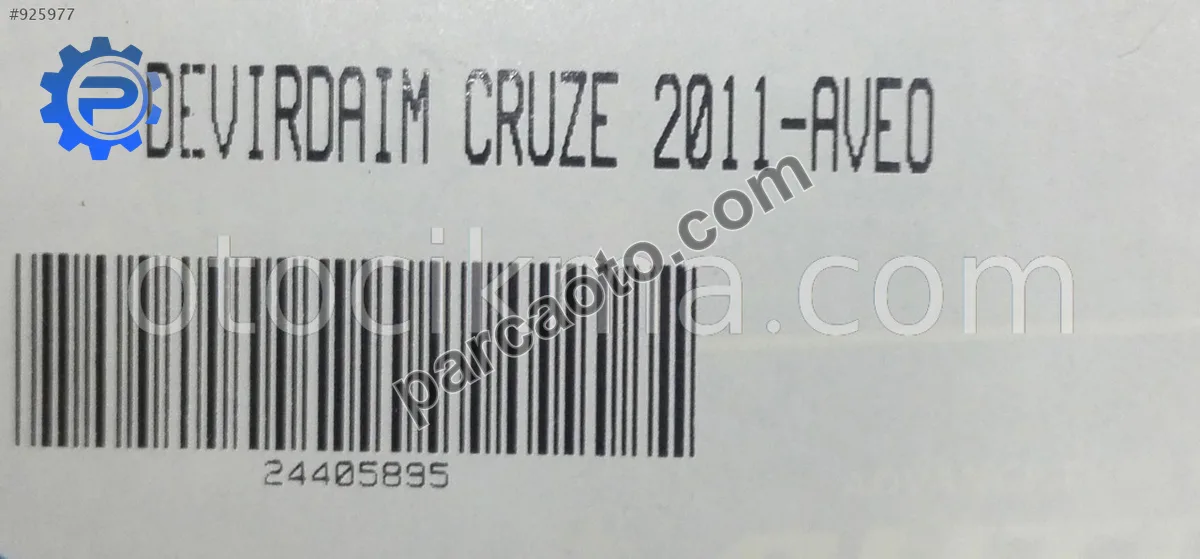 #925977
DEVIRDAIM CRUZE 2011-AVEO
otocikma.com
parcaoto.com
24405895